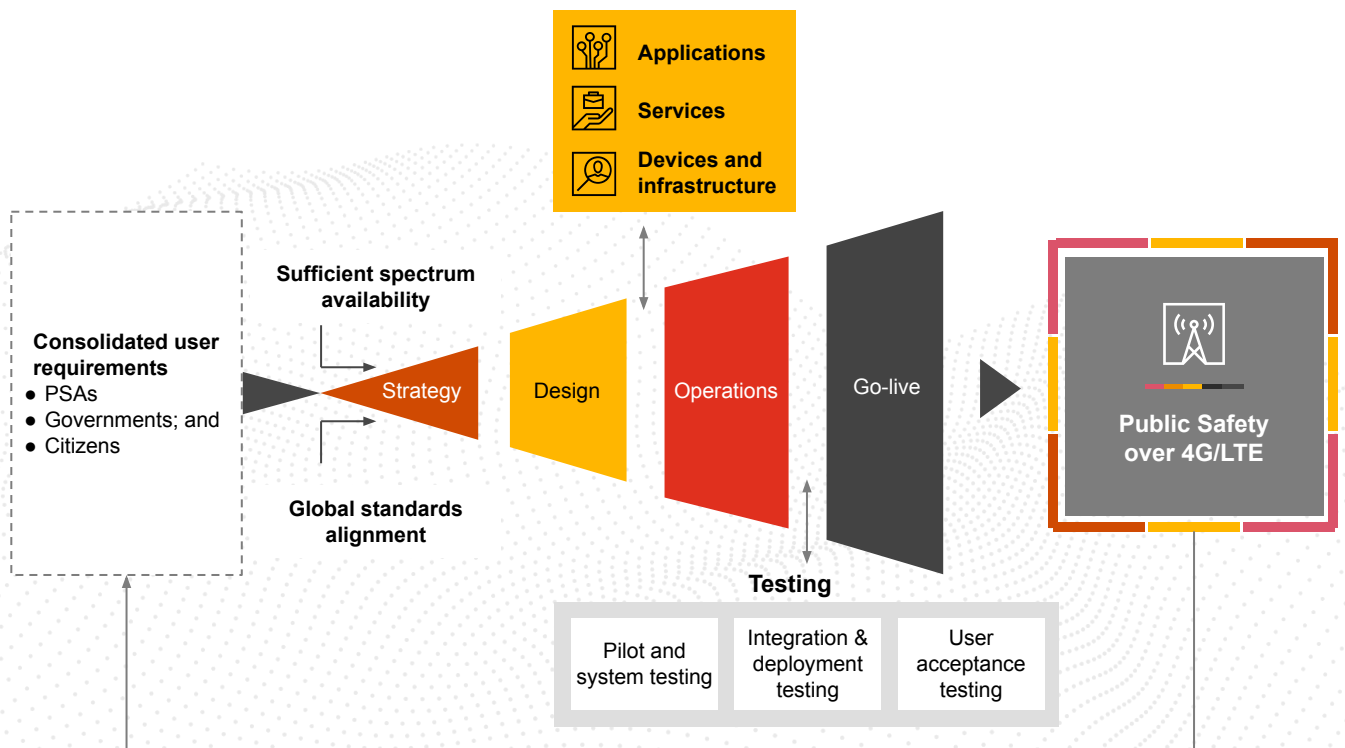 Applications
Services
Devices and
infrastructure
Consolidated user
requirements
● PSAs
● Governments; and
● Citizens
Sufficient spectrum
availability
Global standards
alignment
Strategy
Design
Operations
Go-live
Public Safety
over 4G/LTE
Testing
Pilot and
system testing
Integration &
deployment
testing
User
acceptance
testing